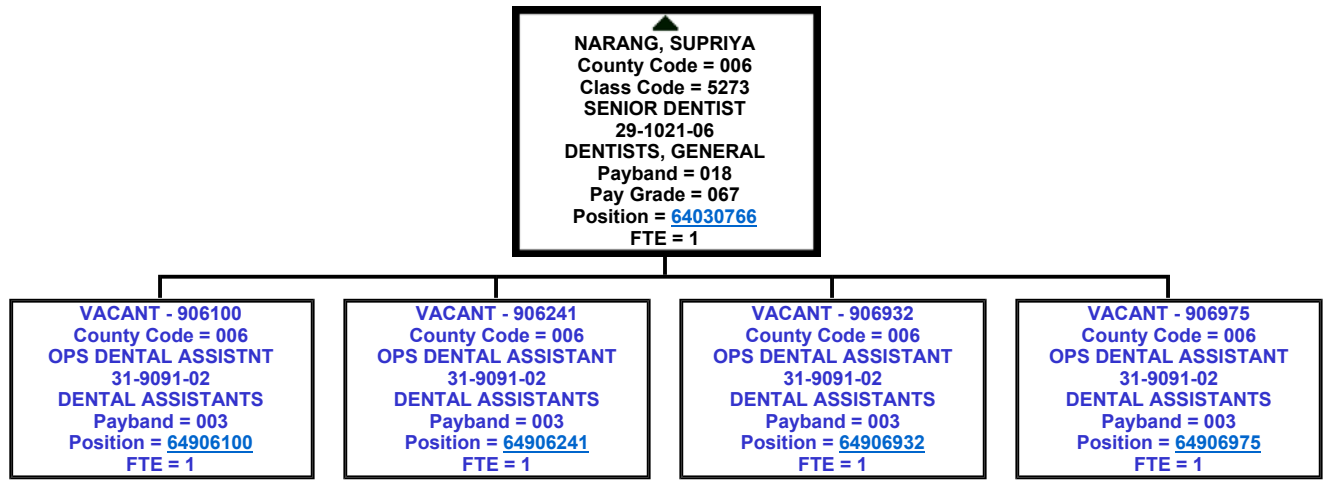 NARANG, SUPRIYA
County Code = 006
Class Code = 5273
SENIOR DENTIST
29-1021-06
DENTISTS, GENERAL
Payband = 018
Pay Grade = 067
Position = 64030766
FTE = 1
VACANT - 906100
County Code = 006
OPS DENTAL ASSISTNT
31-9091-02
DENTAL ASSISTANTS
Payband = 003
Position = 64906100
FTE = 1
VACANT - 906241
County Code = 006
OPS DENTAL ASSISTANT
31-9091-02
DENTAL ASSISTANTS
Payband = 003
Position = 64906241
FTE = 1
VACANT - 906932
County Code = 006
OPS DENTAL ASSISTANT
31-9091-02
DENTAL ASSISTANTS
Payband = 003
Position = 64906932
FTE = 1
VACANT - 906975
County Code = 006
OPS DENTAL ASSISTANT
31-9091-02
DENTAL ASSISTANTS
Payband = 003
Position = 64906975
FTE = 1